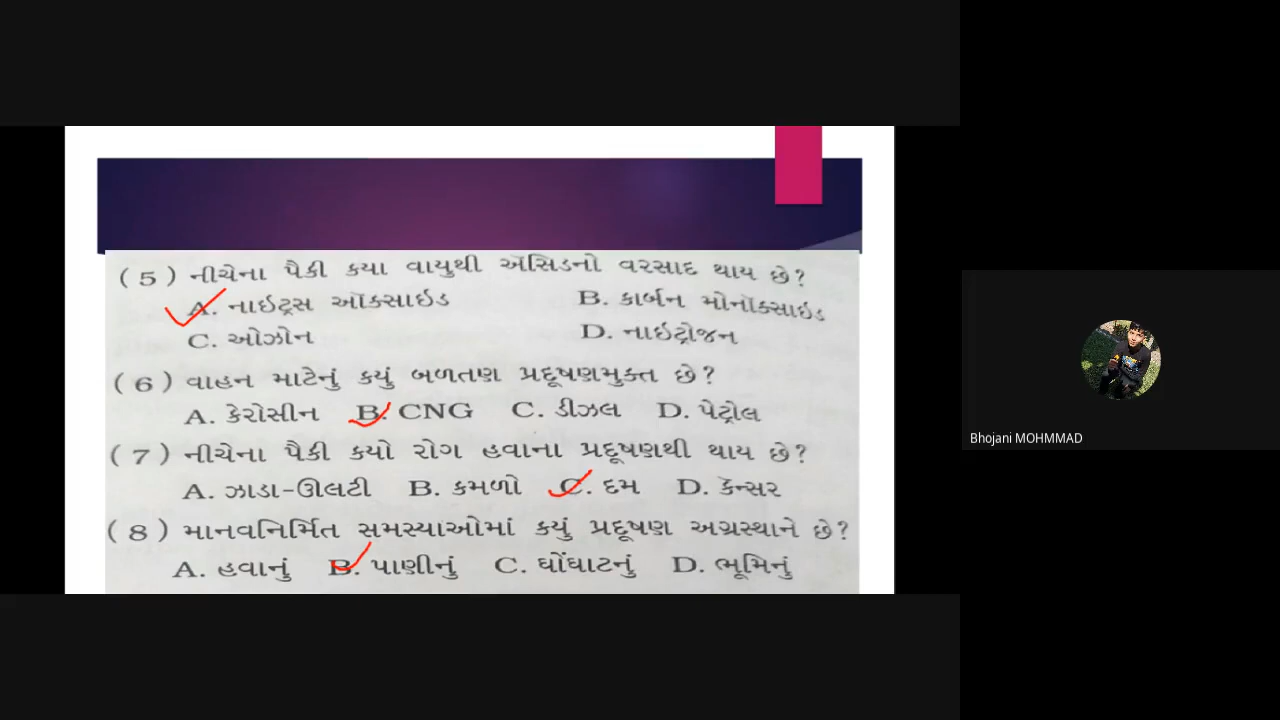 (5) નીચેના પૈકી કયા વાયુથી ઍસિડનો વરસાદ થાય છે?
A. નાઇટ્રસ ઑક્સાઇડ B. કાર્બન મોનૉક્સાઇડ
C. ઓઝોન D. નાઇટ્રોજન
(6) વાહન માટેનું કયું બળતણ પ્રદૂષણમુક્ત છે?
A. કેરોસીન B. CNG C. ડીઝલ D. પેટ્રોલ
(7) નીચેના પૈકી કયો રોગ હવાના પ્રદૂષણથી થાય છે?
A. ઝાડા-ઊલટી B. કમળો C. દમ D. કૅન્સર
(8) માનવનિર્મિત સમસ્યાઓમાં કયું પ્રદૂષણ અગ્રસ્થાને છે?
A. હવાનું B. પાણીનું C. ઘોંઘાટનું D. ભૂમિનું
Bhojani MOHMMAD